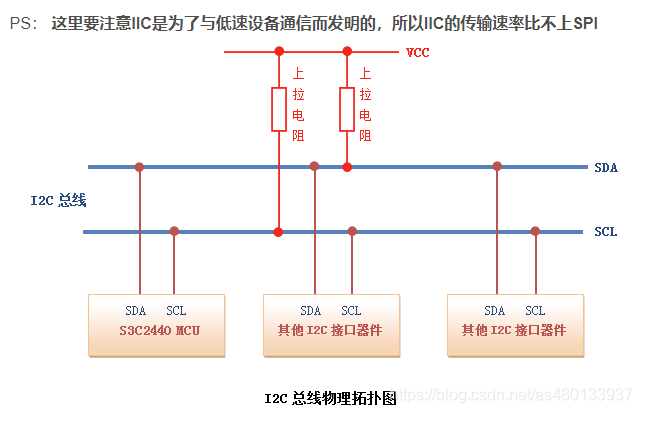 PS： 这里要注意IIC是为了与低速设备通信而发明的，所以IIC的传输速率比不上SPI
VCC
上拉电阻
上拉电阻
SDA
I2C 总线
SCL
SDA SCL
S3C2440 MCU
SDA SCL
其他 I2C 接口器件
SDA SCL
其他 I2C 接口器件
I2C 总线物理拓扑图
https://blog.csdn.net/as480133937